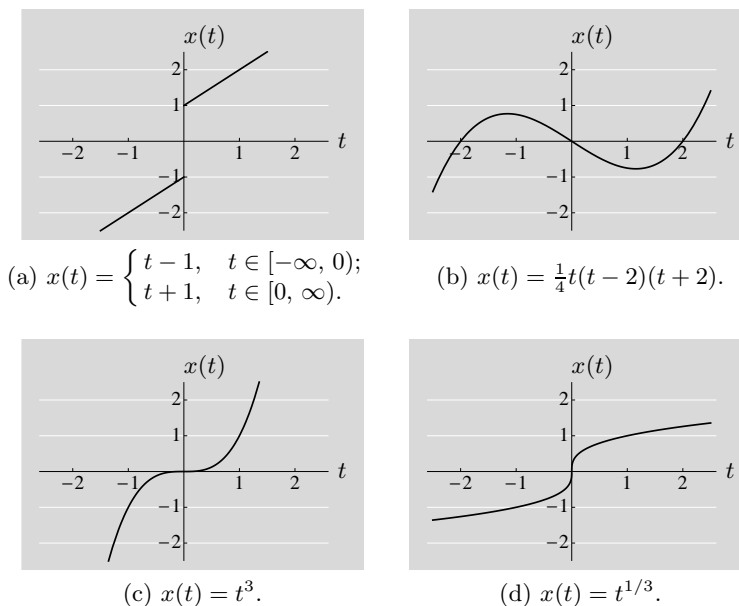 x(t)
2
1
−2 −1 1 2 t
−1
−2
(a) x(t) = { t − 1, t ∈ [−∞, 0);
t + 1, t ∈ [0, ∞).
x(t)
2
1
−2 −1 1 2 t
−1
−2
(b) x(t) = 1/4 t(t − 2)(t + 2).
x(t)
2
1
−2 −1 1 2 t
−1
−2
(c) x(t) = t³.
x(t)
2
1
−2 −1 1 2 t
−1
−2
(d) x(t) = t^{1/3}.